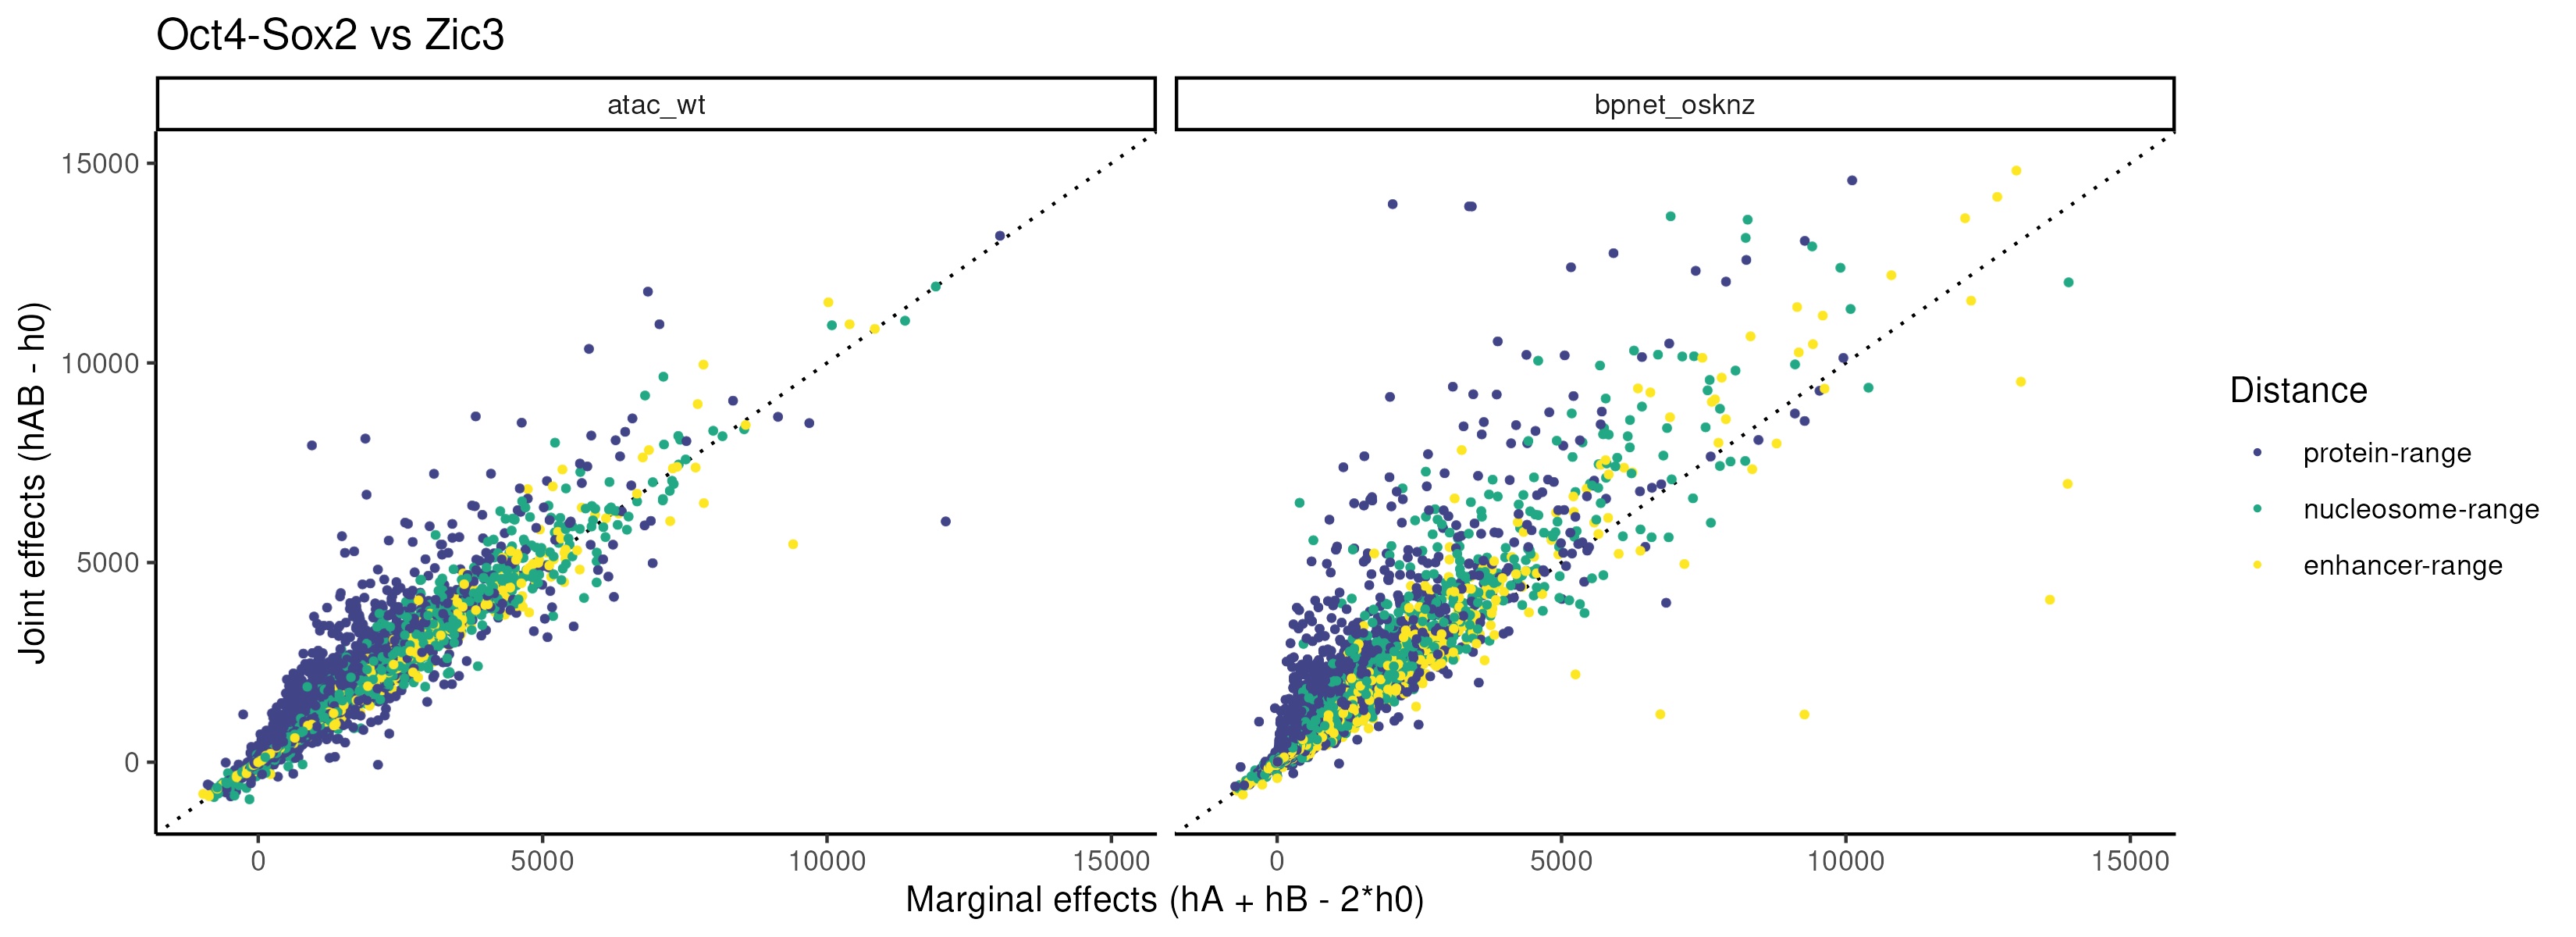 Oct4-Sox2 vs Zic3
atac_wt
bpnet_osknz
15000
10000
5000
0
Joint effects (hAB - h0)
0
5000
10000
15000
0
5000
10000
15000
Marginal effects (hA + hB - 2*h0)
Distance
protein-range
nucleosome-range
enhancer-range